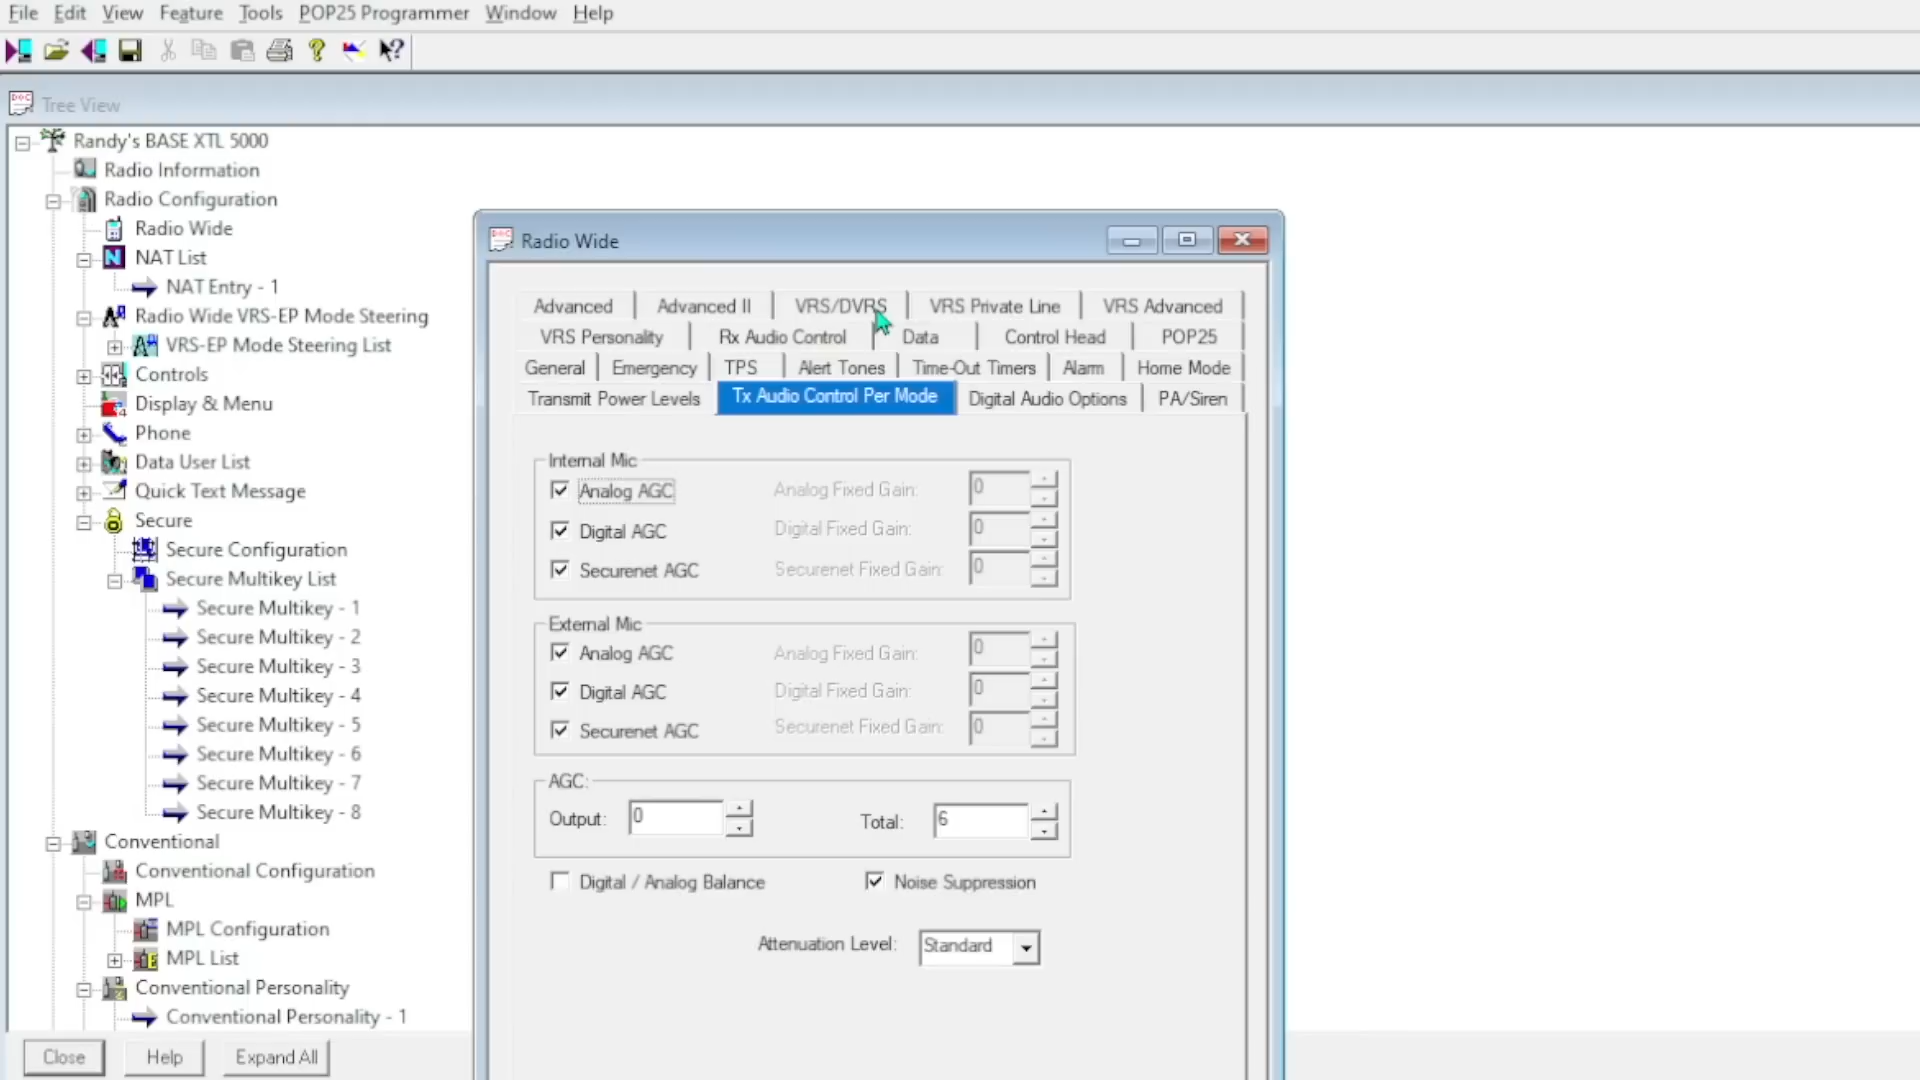 File Edit View Feature Tools POP25 Programmer Window Help
Tree View
Randy's BASE XTL 5000
Radio Information
Radio Configuration
Radio Wide
NAT List
NAT Entry - 1
Radio Wide VRS-EP Mode Steering
VRS-EP Mode Steering List
Controls
Display & Menu
Phone
Data User List
Quick Text Message
Secure
Secure Configuration
Secure Multikey List
Secure Multikey - 1
Secure Multikey - 2
Secure Multikey - 3
Secure Multikey - 4
Secure Multikey - 5
Secure Multikey - 6
Secure Multikey - 7
Secure Multikey - 8
Conventional
Conventional Configuration
MPL
MPL Configuration
MPL List
Conventional Personality
Conventional Personality - 1
Close Help Expand All
Radio Wide
Advanced Advanced II VRS/DVRS VRS Private Line VRS Advanced
VRS Personality Rx Audio Control Data Control Head POP25
General Emergency TPS Alert Tones Time-Out Timers Alarm Home Mode
Transmit Power Levels Tx Audio Control Per Mode Digital Audio Options PA/Siren
Internal Mic
Analog AGC Analog Fixed Gain: 0
Digital AGC Digital Fixed Gain: 0
Securenet AGC Securenet Fixed Gain: 0
External Mic
Analog AGC Analog Fixed Gain: 0
Digital AGC Digital Fixed Gain: 0
Securenet AGC Securenet Fixed Gain: 0
AGC:
Output: 0 Total: 6
Digital / Analog Balance Noise Suppression
Attenuation Level: Standard